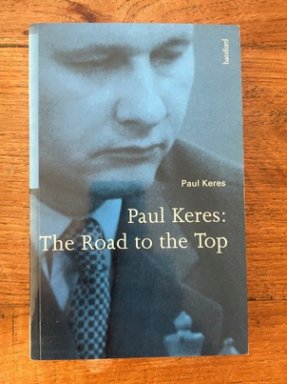 batsford
Paul Keres
Paul Keres:
The Road to the Top